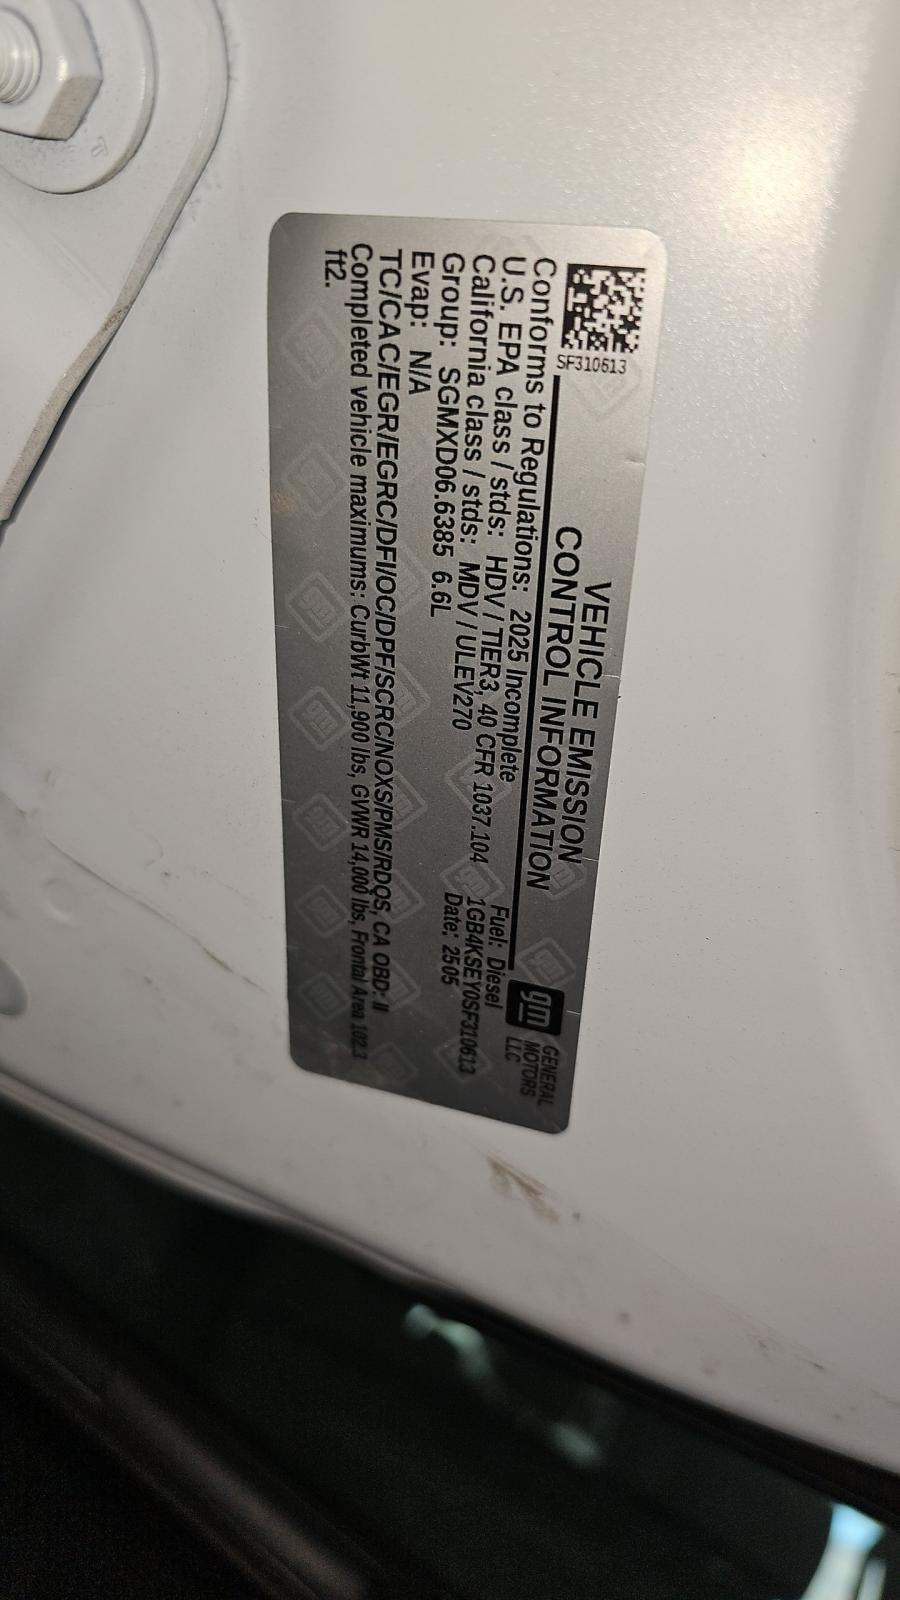 SF310613
VEHICLE EMISSION
CONTROL INFORMATION
gm GENERAL
MOTORS
LLC
Conforms to Regulations: 2025 Incomplete
Fuel: Diesel
U.S. EPA class / stds: HDV / TIER3, 40 CFR 1037.104
1GB4KSEY0SF310613
California class / stds: MDV / ULEV270
Date: 2505
Group: SGMXD06.6385 6.6L
Evap: N/A
TC/CAC/EGR/EGRC/DFI/OC/DPF/SCRC/NOXS/PMS/RDQS, CA OBD: II
Completed vehicle maximums: CurbWt 11,900 lbs, GVWR 14,000 lbs, Frontal Area 102.3
ft2.